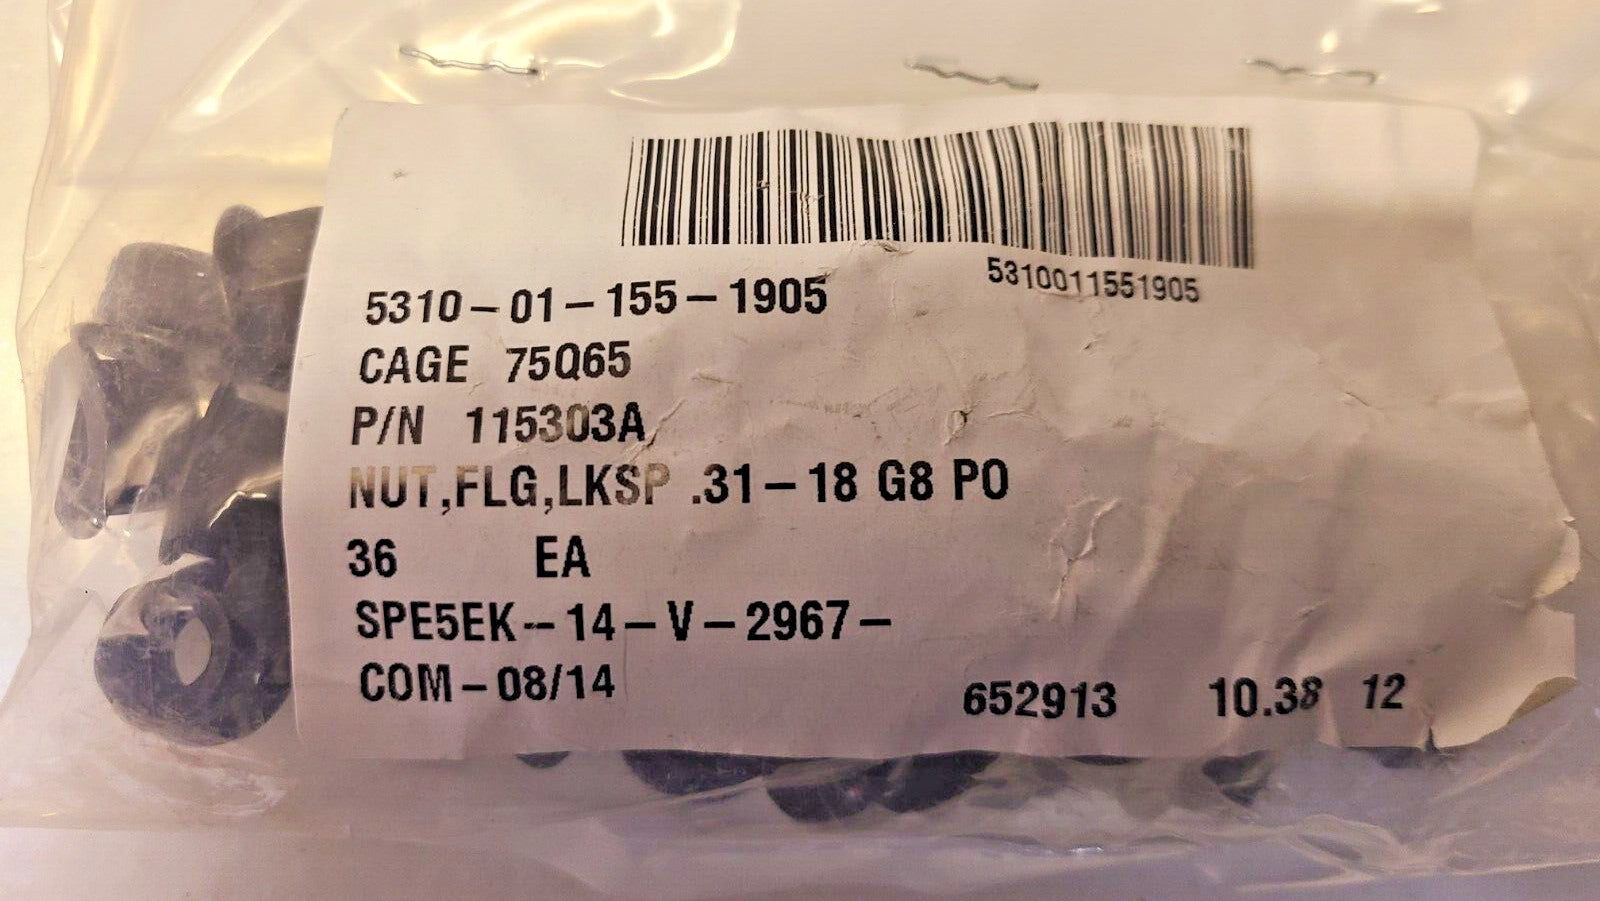 5310011551905
5310-01-155-1905
CAGE 75Q65
P/N 115303A
NUT,FLG,LKSP .31-18 G8 PO
36 EA
SPE5EK-14-V-2967-
COM-08/14
652913 10.38 12